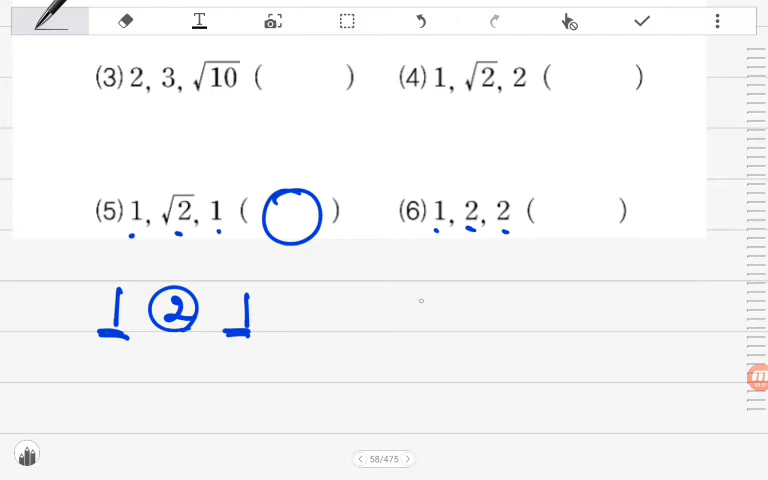 T
(3) 2, 3, √10 (      ) (4) 1, √2, 2 (      )
(5) 1, √2, 1 ( ◯ ) (6) 1, 2, 2 (      )
1 ② 1
58/475